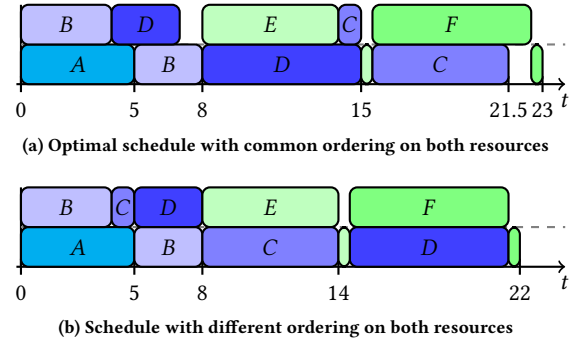 B D E C F
A B D C
0 5 8 15 21.5 23 t
(a) Optimal schedule with common ordering on both resources
B C D E F
A B C D
0 5 8 14 22 t
(b) Schedule with different ordering on both resources